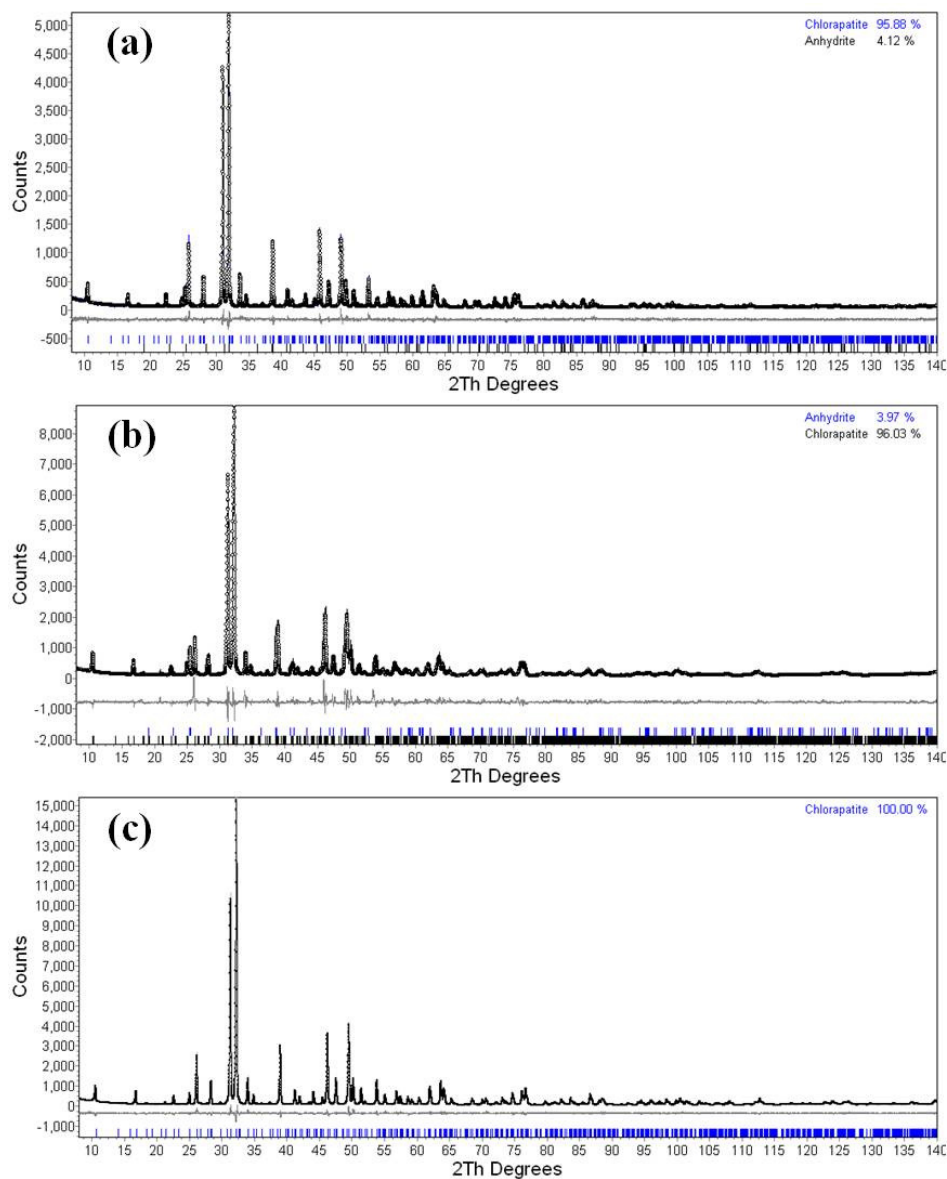 (a)
Chlorapatite 95.88 %
Anhydrite 4.12 %
Counts
5,000
4,500
4,000
3,500
3,000
2,500
2,000
1,500
1,000
500
0
-500
10 15 20 25 30 35 40 45 50 55 60 65 70 75 80 85 90 95 100 105 110 115 120 125 130 135 140
2Th Degrees
(b)
Anhydrite 3.97 %
Chlorapatite 96.03 %
Counts
8,000
7,000
6,000
5,000
4,000
3,000
2,000
1,000
0
-1,000
-2,000
10 15 20 25 30 35 40 45 50 55 60 65 70 75 80 85 90 95 100 105 110 115 120 125 130 135 140
2Th Degrees
(c)
Chlorapatite 100.00 %
Counts
15,000
14,000
13,000
12,000
11,000
10,000
9,000
8,000
7,000
6,000
5,000
4,000
3,000
2,000
1,000
0
-1,000
10 15 20 25 30 35 40 45 50 55 60 65 70 75 80 85 90 95 100 105 110 115 120 125 130 135 140
2Th Degrees